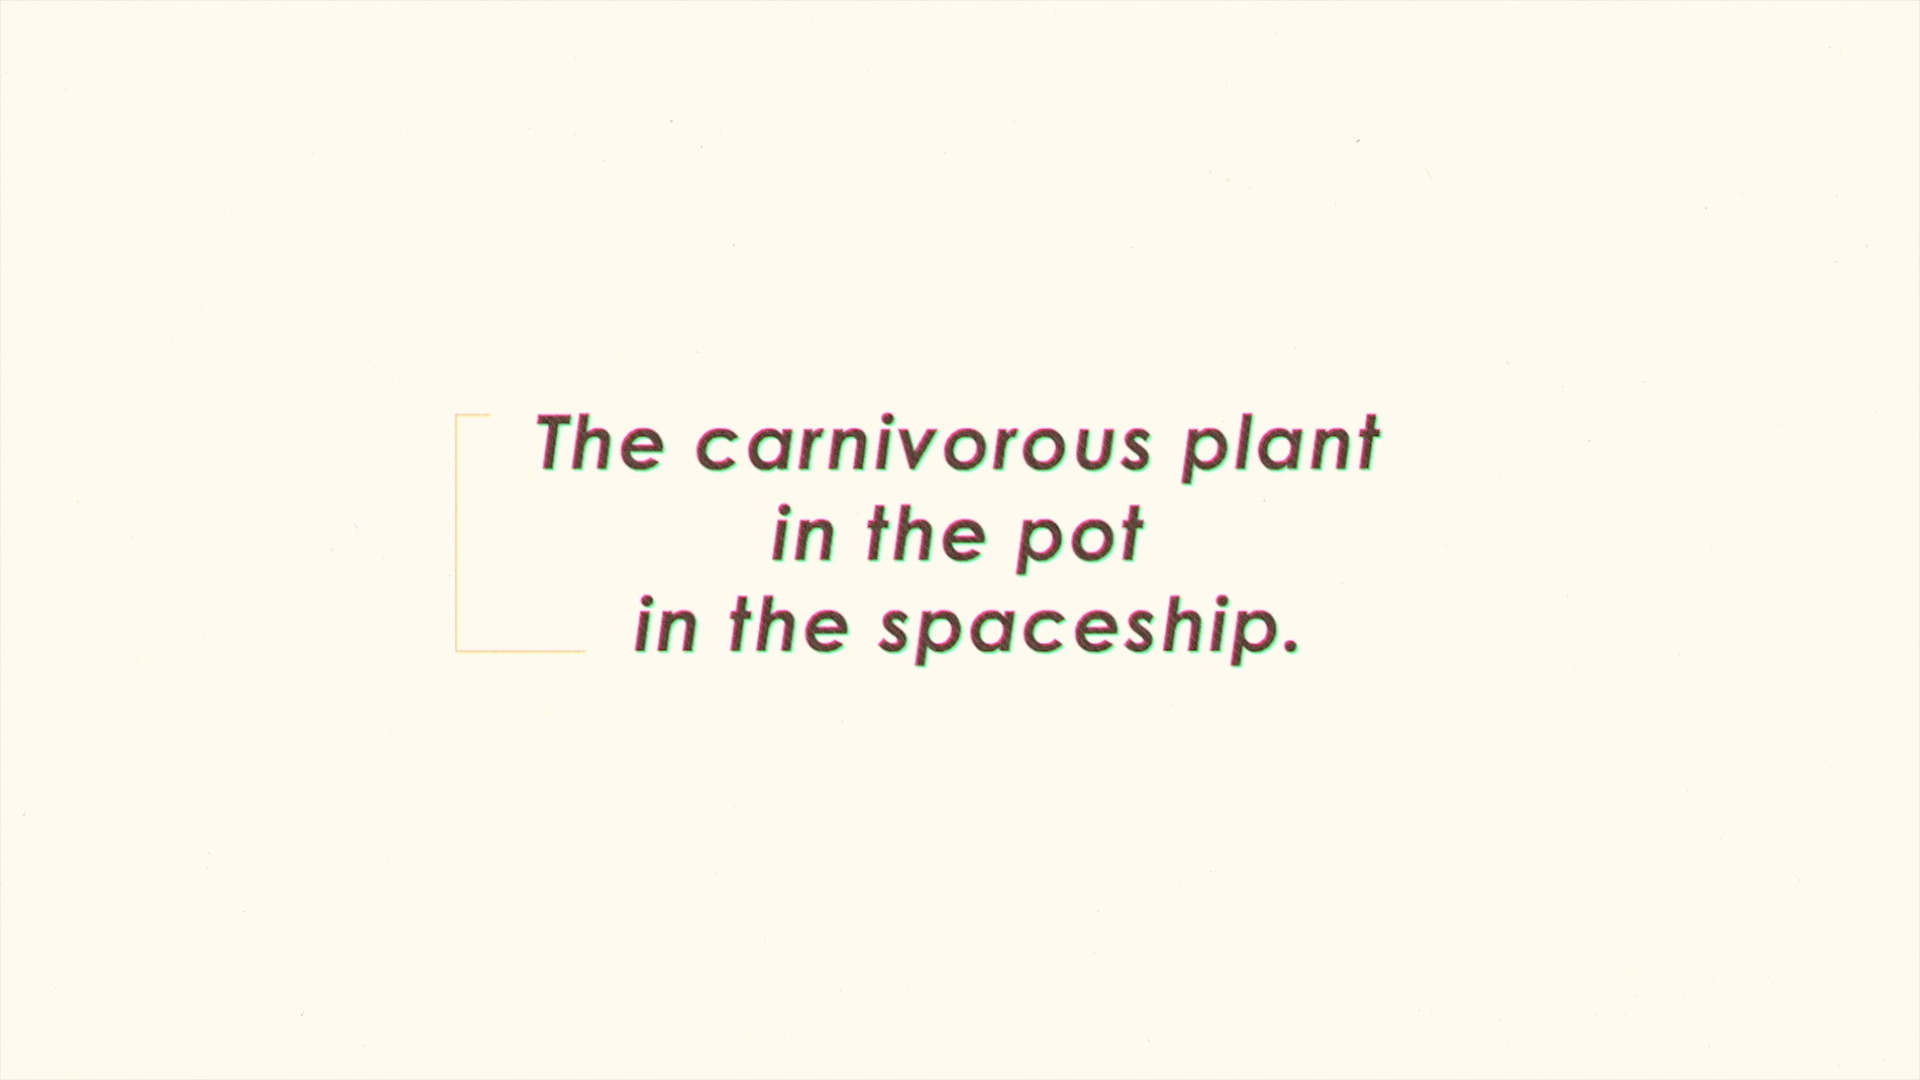 The carnivorous plant
in the pot
in the spaceship.